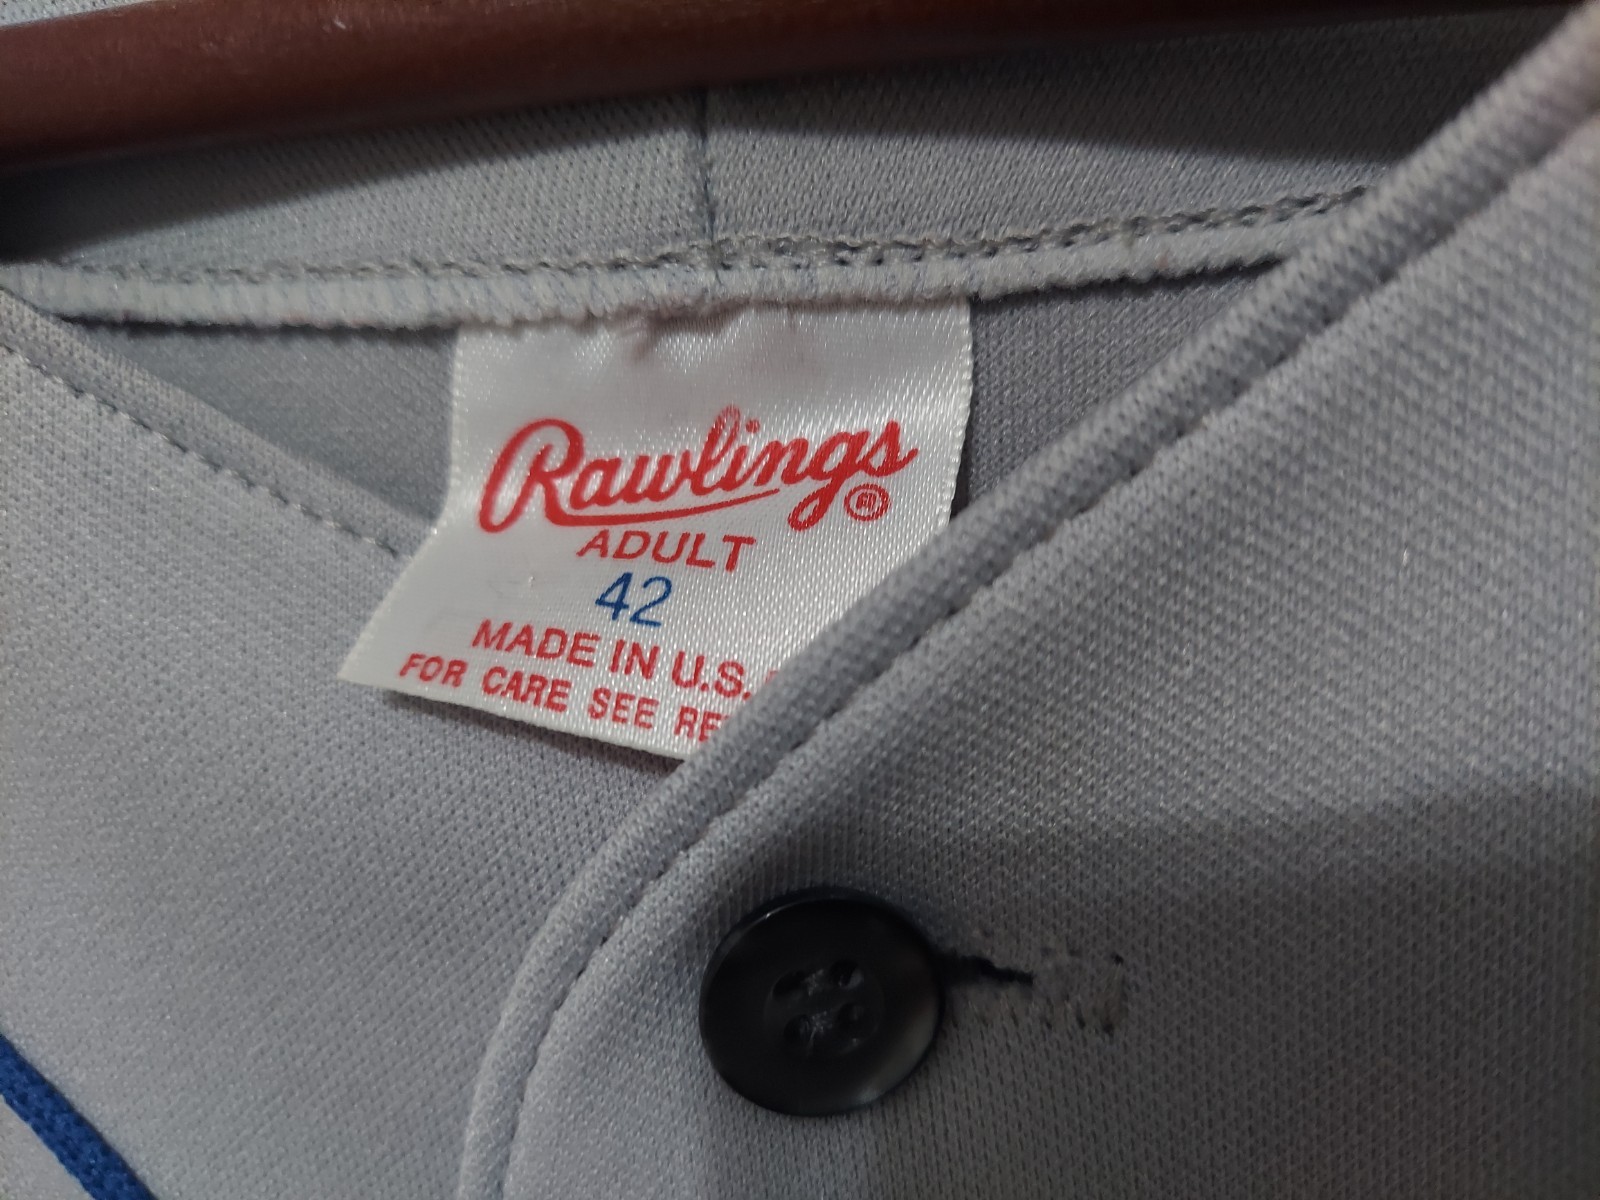 Rawlings®
ADULT
42
MADE IN U.S.
FOR CARE SEE